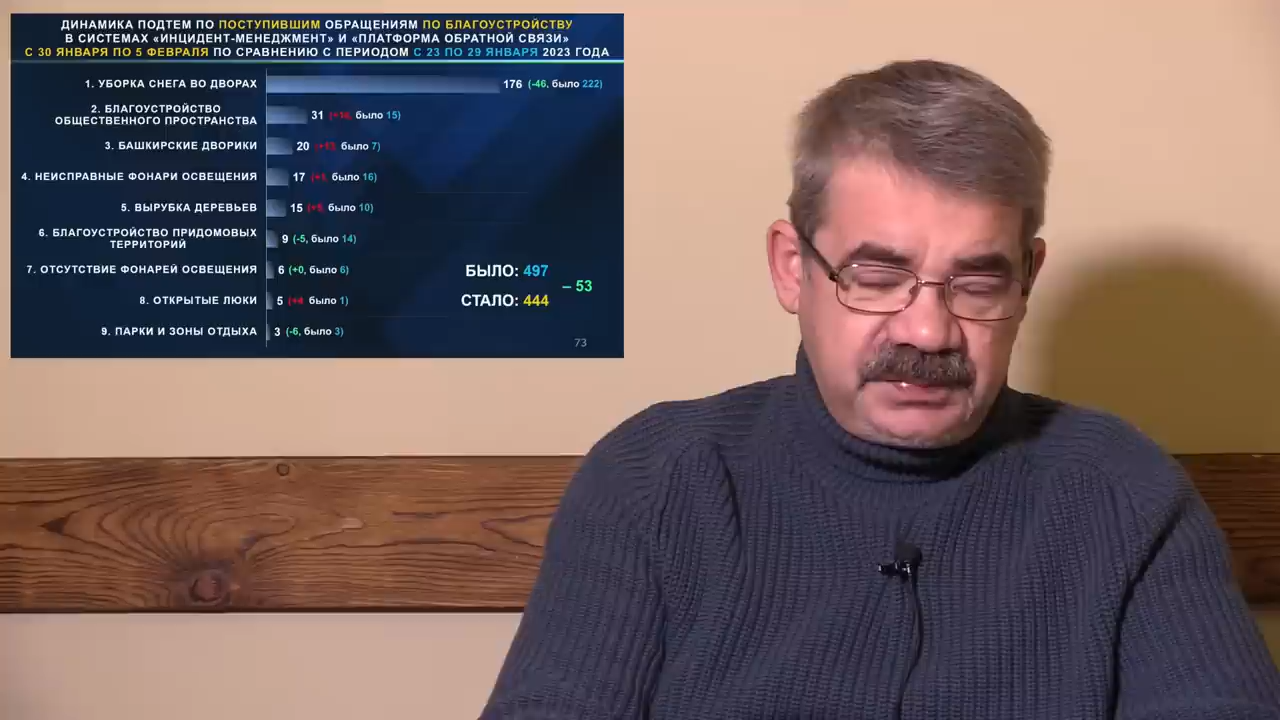 ДИНАМИКА ПОДТЕМ ПО ПОСТУПИВШИМ ОБРАЩЕНИЯМ ПО БЛАГОУСТРОЙСТВУ
В СИСТЕМАХ «ИНЦИДЕНТ-МЕНЕДЖМЕНТ» И «ПЛАТФОРМА ОБРАТНОЙ СВЯЗИ»
С 30 ЯНВАРЯ ПО 5 ФЕВРАЛЯ ПО СРАВНЕНИЮ С ПЕРИОДОМ С 23 ПО 29 ЯНВАРЯ 2023 ГОДА
1. УБОРКА СНЕГА ВО ДВОРАХ 176 (-46, было 222)
2. БЛАГОУСТРОЙСТВО
ОБЩЕСТВЕННОГО ПРОСТРАНСТВА 31 (+16, было 15)
3. БАШКИРСКИЕ ДВОРИКИ 20 (+13, было 7)
4. НЕИСПРАВНЫЕ ФОНАРИ ОСВЕЩЕНИЯ 17 (+1, было 16)
5. ВЫРУБКА ДЕРЕВЬЕВ 15 (+5, было 10)
6. БЛАГОУСТРОЙСТВО ПРИДОМОВЫХ
ТЕРРИТОРИЙ 9 (-5, было 14)
7. ОТСУТСТВИЕ ФОНАРЕЙ ОСВЕЩЕНИЯ 6 (+0, было 6)
8. ОТКРЫТЫЕ ЛЮКИ 5 (+4 было 1)
9. ПАРКИ И ЗОНЫ ОТДЫХА 3 (-6, было 3)
БЫЛО: 497
– 53
СТАЛО: 444
73